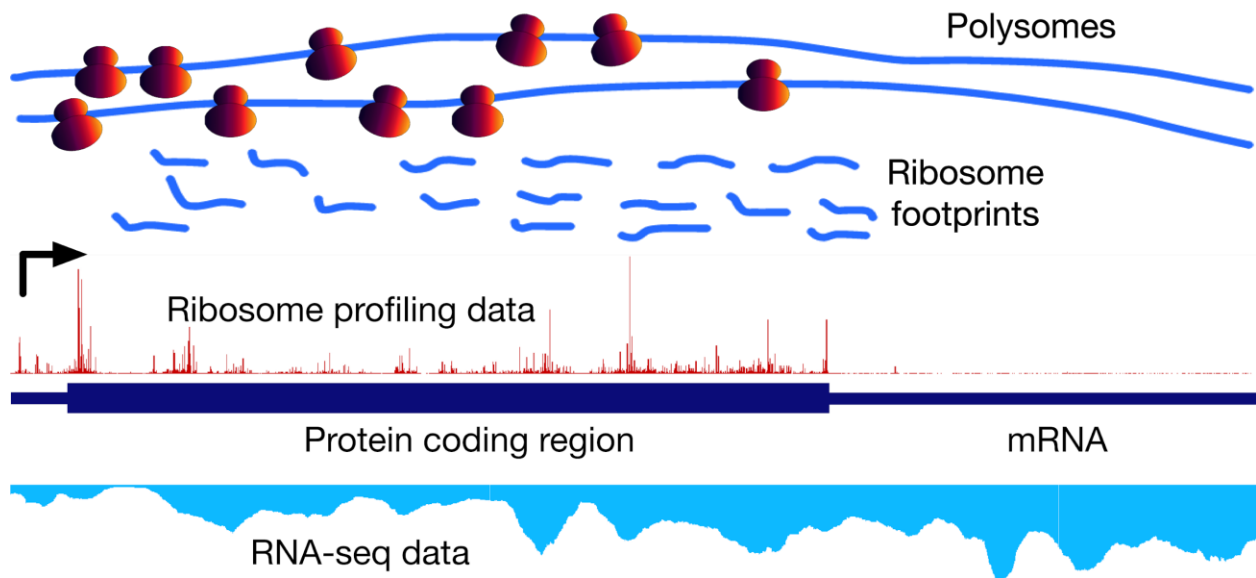 Polysomes
Ribosome
footprints
Ribosome profiling data
Protein coding region
mRNA
RNA-seq data